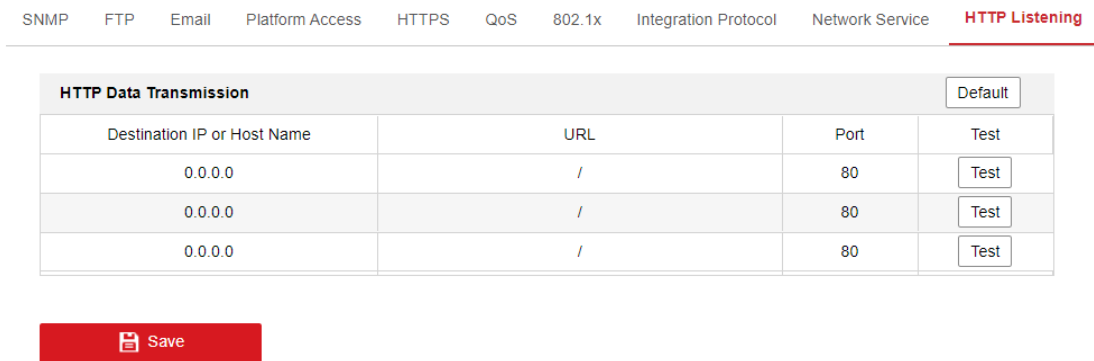 SNMP FTP Email Platform Access HTTPS QoS 802.1x Integration Protocol Network Service HTTP Listening
HTTP Data Transmission Default
Destination IP or Host Name URL Port Test
0.0.0.0 / 80 Test
0.0.0.0 / 80 Test
0.0.0.0 / 80 Test
Save